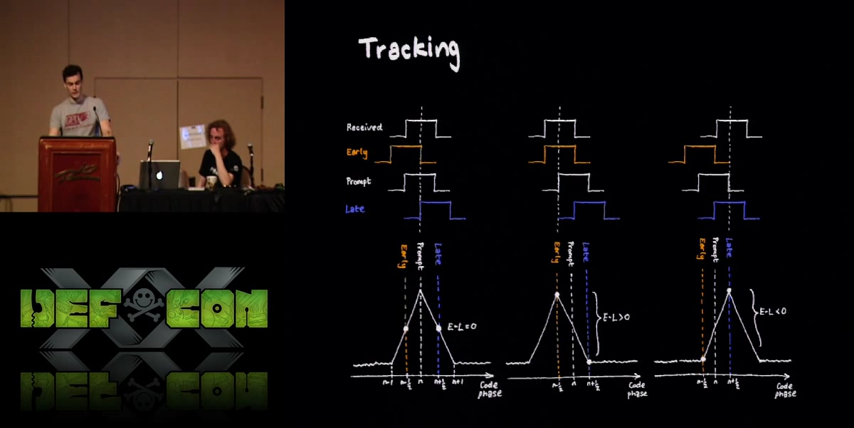 Tracking
Received
Early
Prompt
Late
Early
Prompt
Late
E-L=0
n-1
n-½
n
n+½
n+1
Code phase
Early
Prompt
Late
E-L>0
n-½
n
n+½
Code phase
Early
Prompt
Late
E-L<0
n-½
n
n+½
Code phase
DEF CON
XX